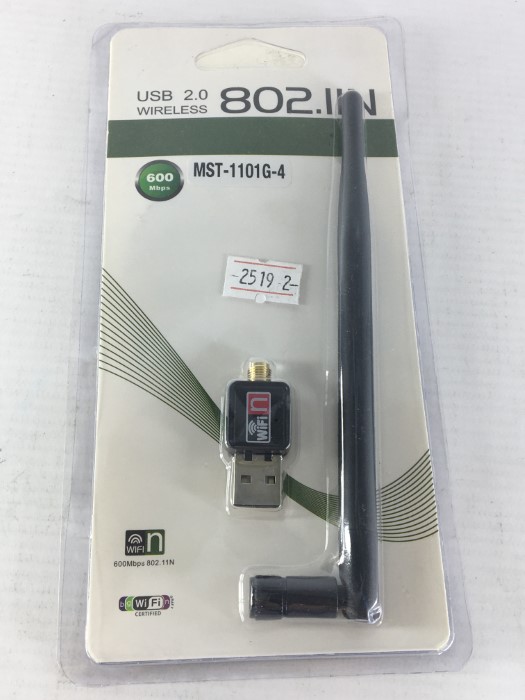 USB 2.0
WIRELESS
802.11N
600
Mbps
MST-1101G-4
-2519 2-
WiFi n
WIFI n
600Mbps 802.11N
WiFi
CERTIFIED